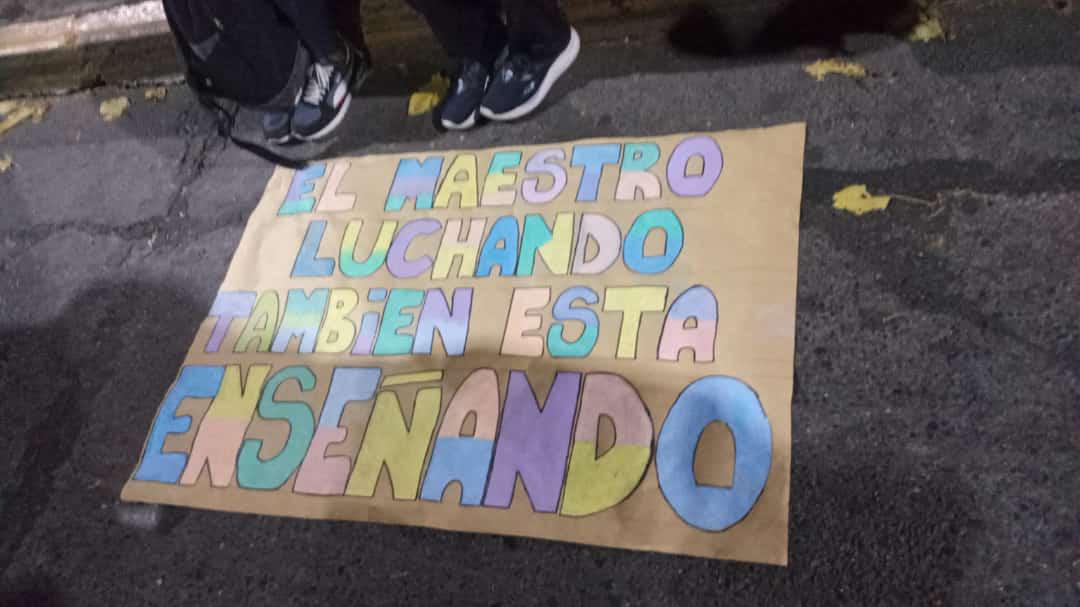 EL MAESTRO
LUCHANDO
TAMBiEN ESTA
ENSEÑANDO